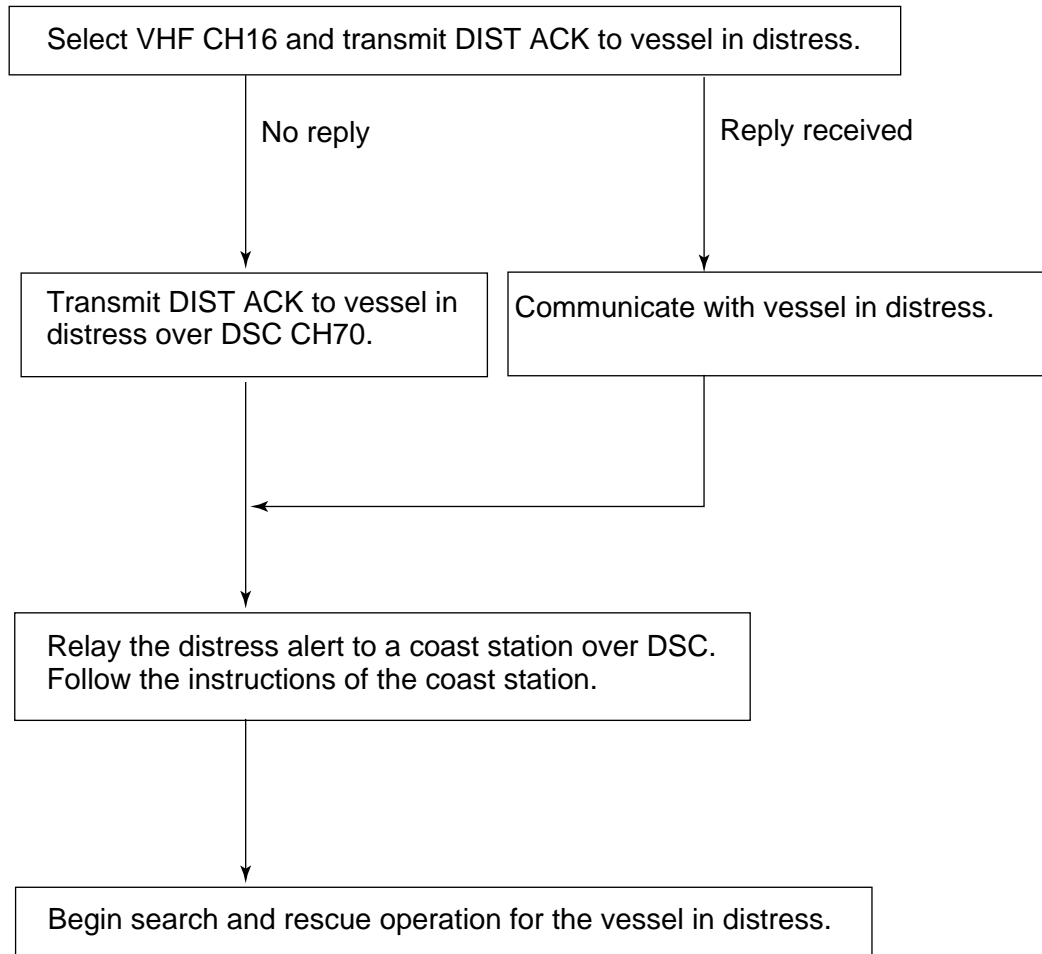 Select VHF CH16 and transmit DIST ACK to vessel in distress.
No reply
Reply received
Transmit DIST ACK to vessel in
distress over DSC CH70.
Communicate with vessel in distress.
Relay the distress alert to a coast station over DSC.
Follow the instructions of the coast station.
Begin search and rescue operation for the vessel in distress.